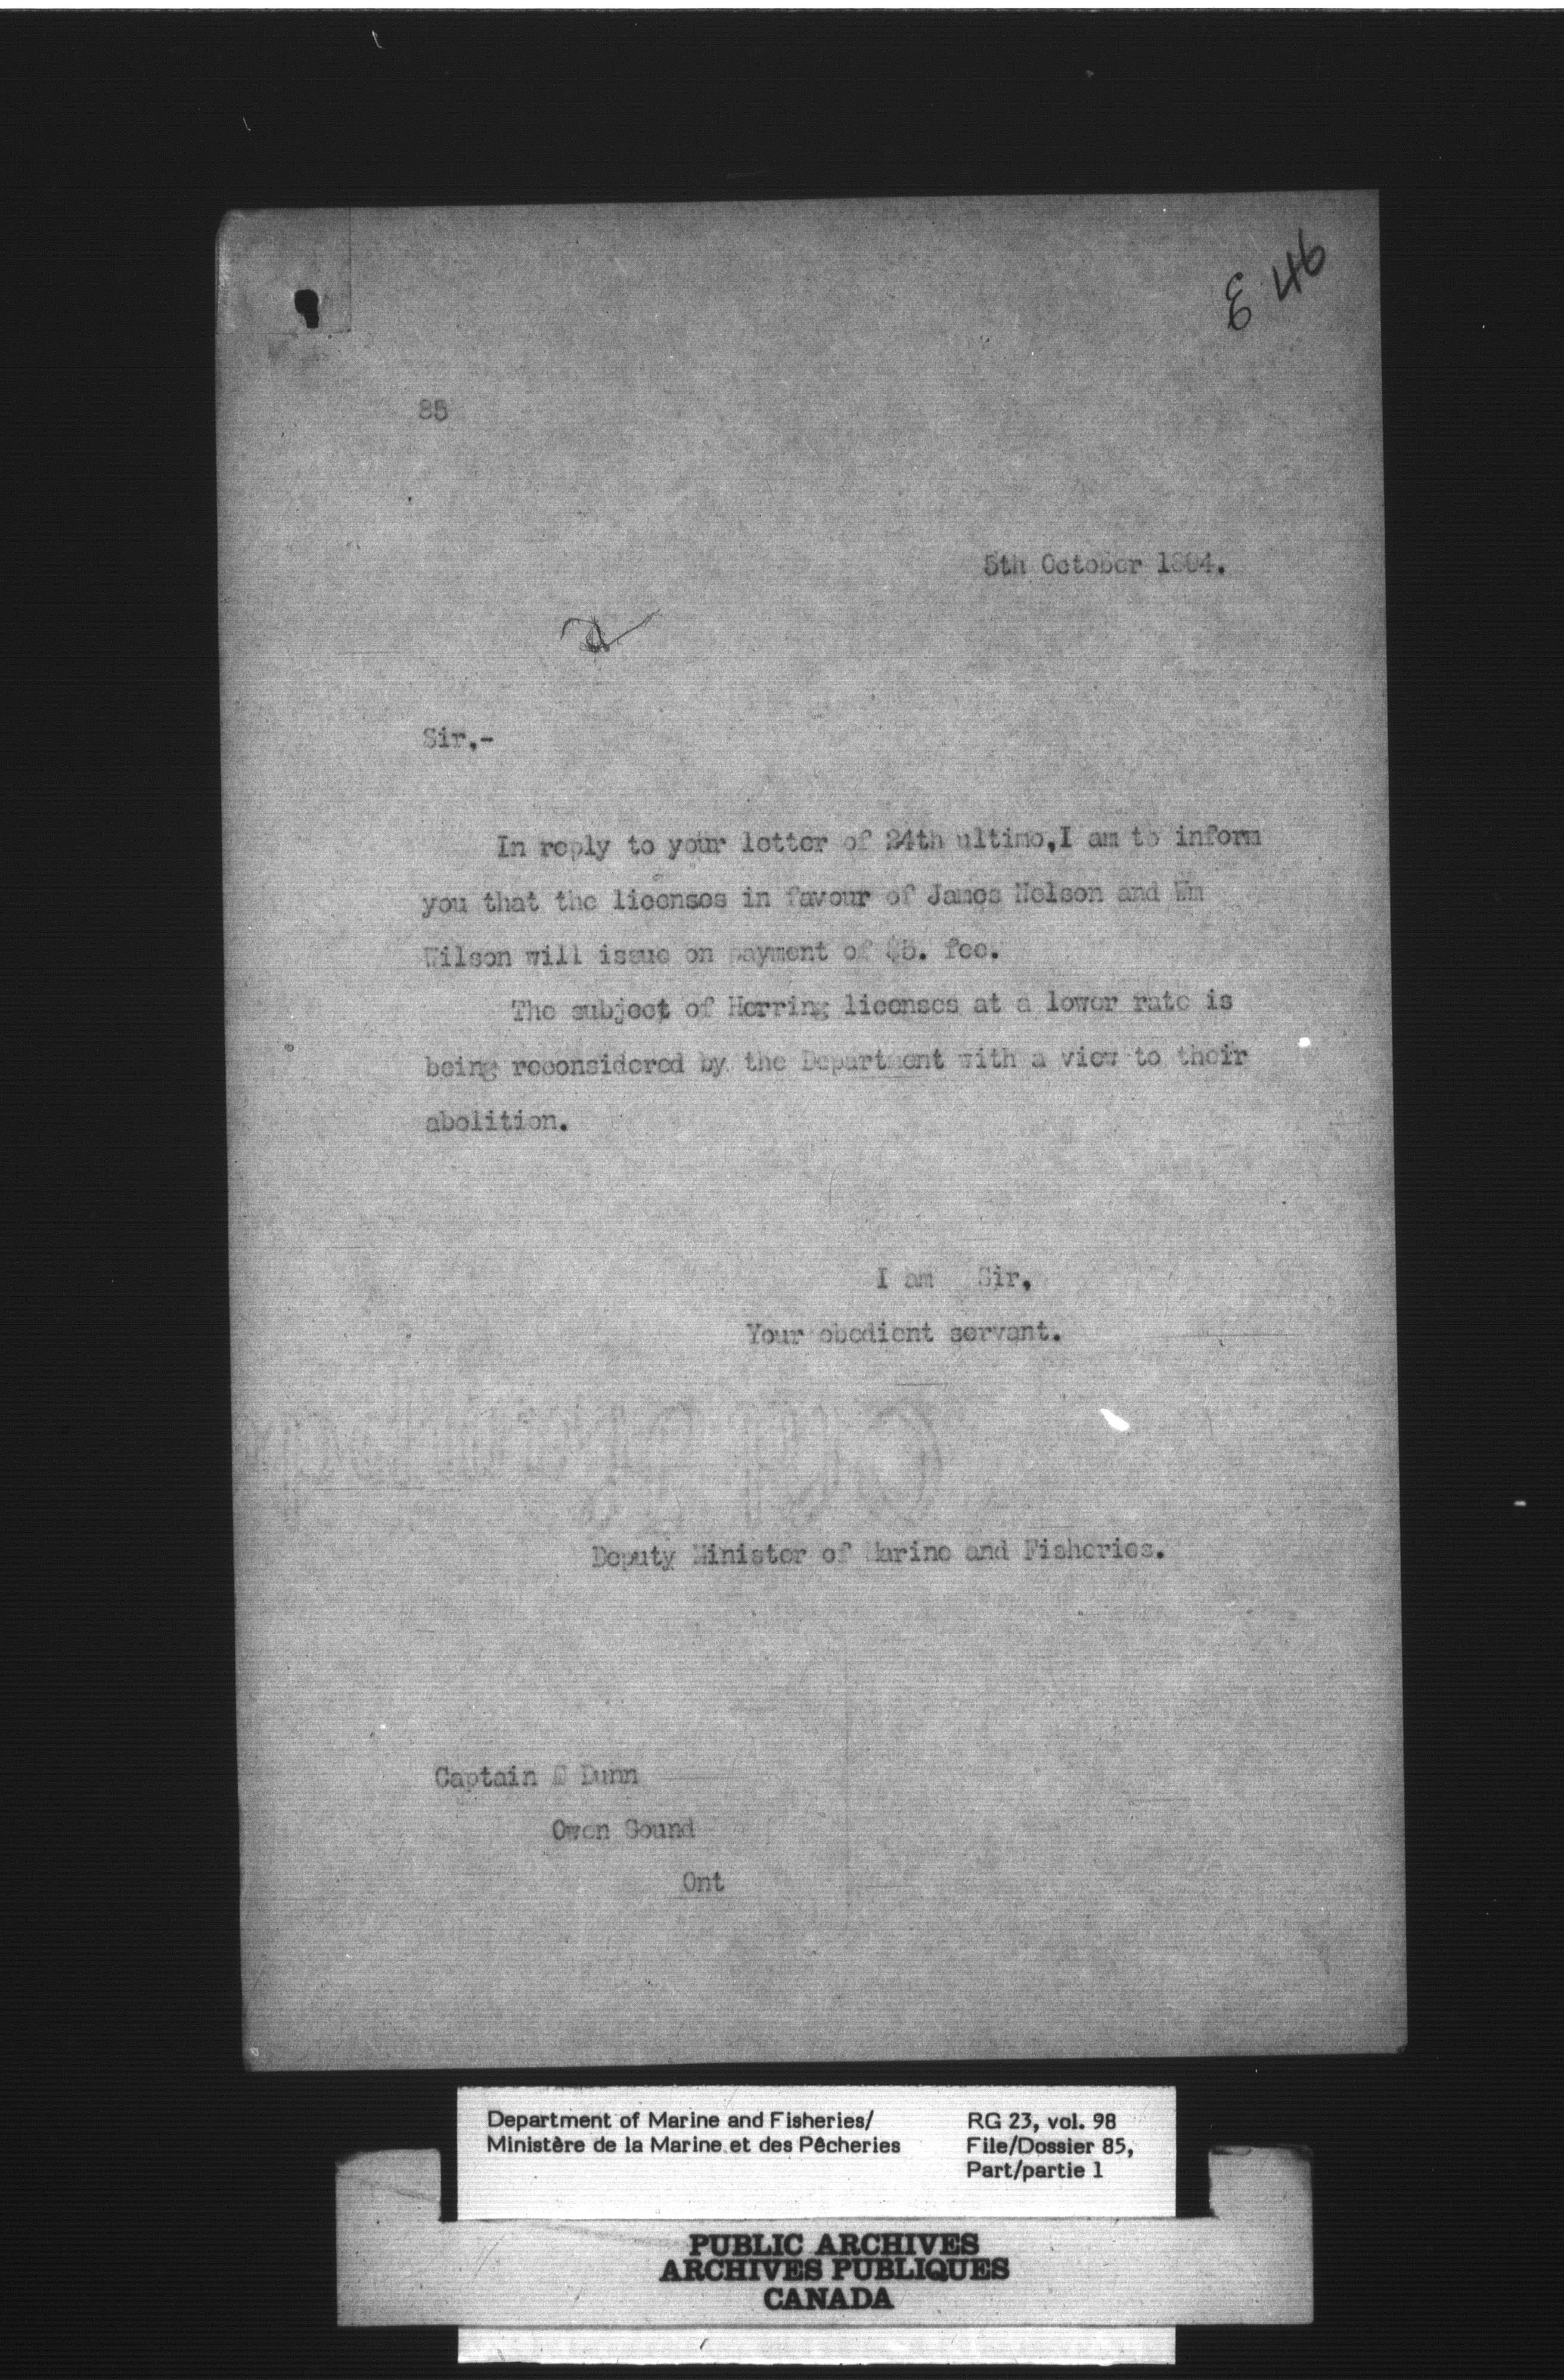 846
85
5th October 1894.
Sir,-
In reply to your letter of 24th ultimo, I am to inform
you that the licenses in favour of James Nelson and Wm
Wilson will issue on payment of $5. fee.
The subject of Herring licenses at a lower rate is
being reconsidered by the Department with a view to their
abolition.
I am Sir,
Your obedient servant.
Deputy Minister of Marine and Fisheries.
Captain E Dunn
Owen Sound
Ont
Department of Marine and Fisheries/
Ministère de la Marine et des Pêcheries
RG 23, vol. 98
File/Dossier 85,
Part/partie 1
PUBLIC ARCHIVES
ARCHIVES PUBLIQUES
CANADA